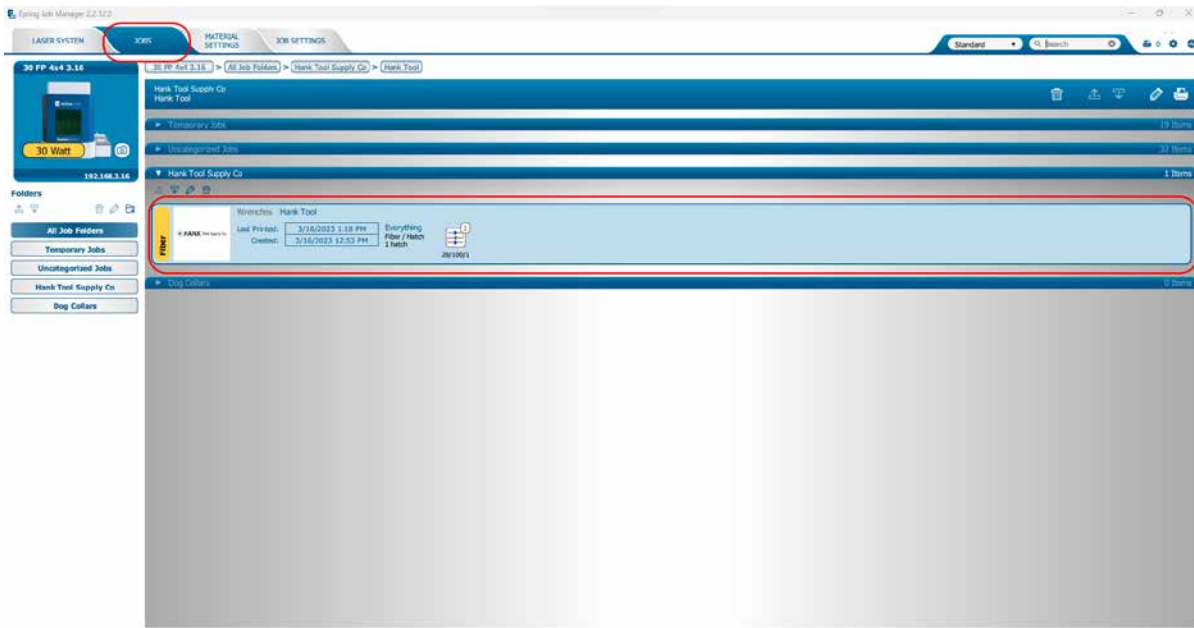 Epilog Job Manager 2.2.12.0
LASER SYSTEM
JOBS
MATERIAL SETTINGS
JOB SETTINGS
Standard
Search
0
30 FP 4x4 3.16
30 FP 4x4 3.16 > All Job Folders > Hank Tool Supply Co > Hank Tool
Hank Tool Supply Co
Hank Tool
30 Watt
192.168.3.16
Folders
All Job Folders
Temporary Jobs
Uncategorized Jobs
Hank Tool Supply Co
Dog Collars
Temporary Jobs
19 Items
Uncategorized Jobs
Hank Tool Supply Co
1 Items
Fiber
HANK
Wrenches Hank Tool
Last Printed: 3/16/2023 1:18 PM
Created: 3/16/2023 12:53 PM
Everything
Fiber / Hatch
1 hatch
1
Dog Collars
0 Items